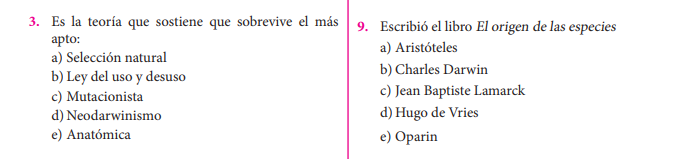 3. Es la teoría que sostiene que sobrevive el más
apto:
a) Selección natural
b) Ley del uso y desuso
c) Mutacionista
d) Neodarwinismo
e) Anatómica
9. Escribió el libro El origen de las especies
a) Aristóteles
b) Charles Darwin
c) Jean Baptiste Lamarck
d) Hugo de Vries
e) Oparin